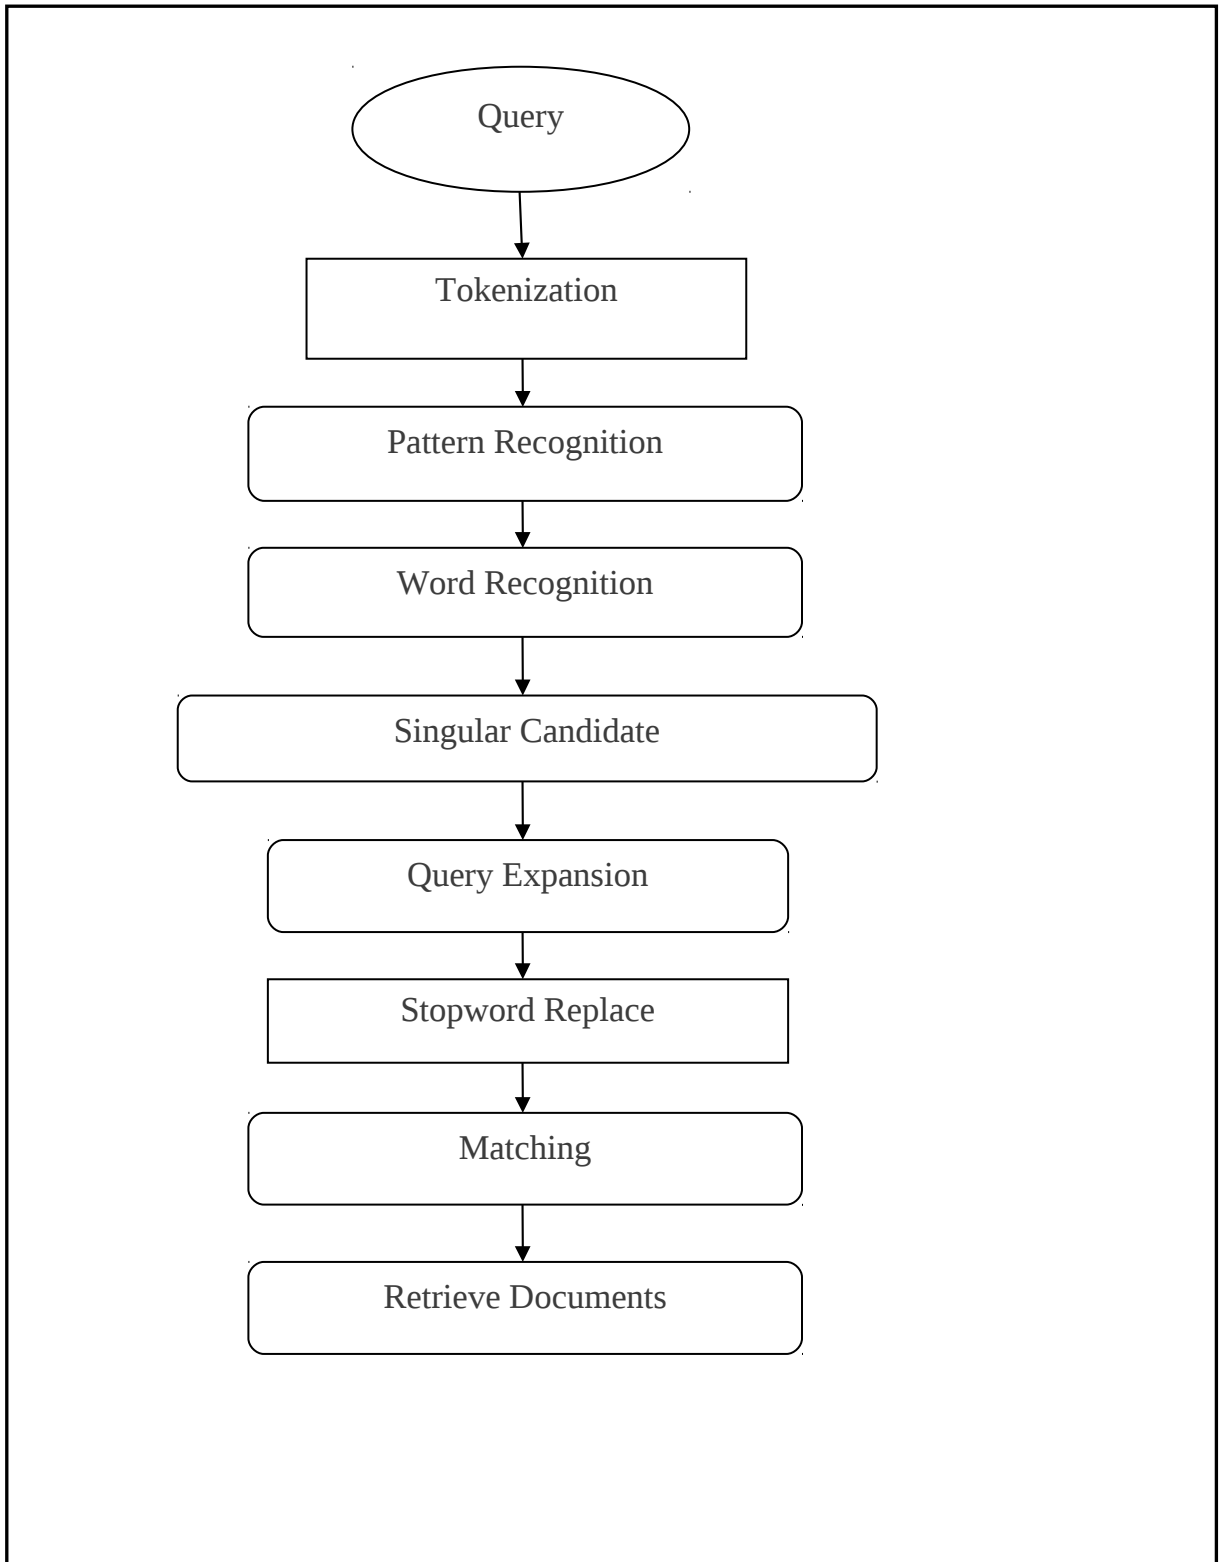 Query
Tokenization
Pattern Recognition
Word Recognition
Singular Candidate
Query Expansion
Stopword Replace
Matching
Retrieve Documents